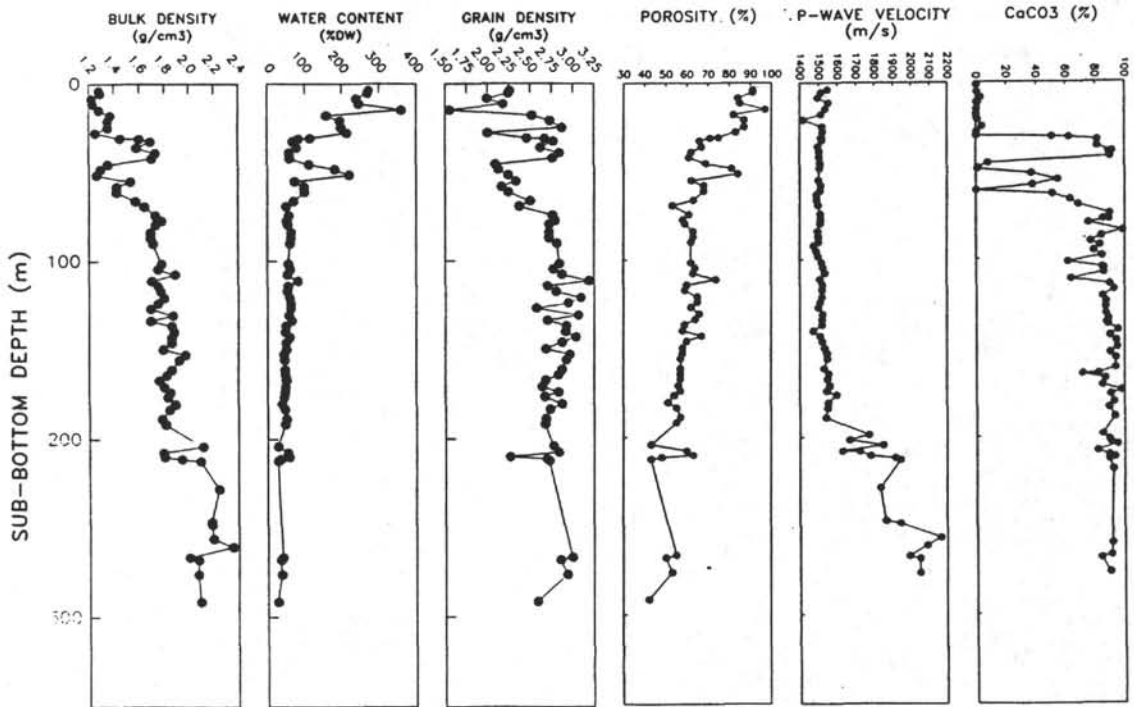 BULK DENSITY
(g/cm3)
1.2 1.4 1.6 1.8 2.0 2.2 2.4
WATER CONTENT
(%DW)
0 100 200 300 400
GRAIN DENSITY
(g/cm3)
1.50 1.75 2.00 2.25 2.50 2.75 3.00 3.25
POROSITY. (%)
30 40 50 60 70 80 90 100
P-WAVE VELOCITY
(m/s)
1400 1500 1600 1700 1800 1900 2000 2100 2200
CaCO3 (%)
0 20 40 60 80 100
SUB-BOTTOM DEPTH (m)
0
100
200